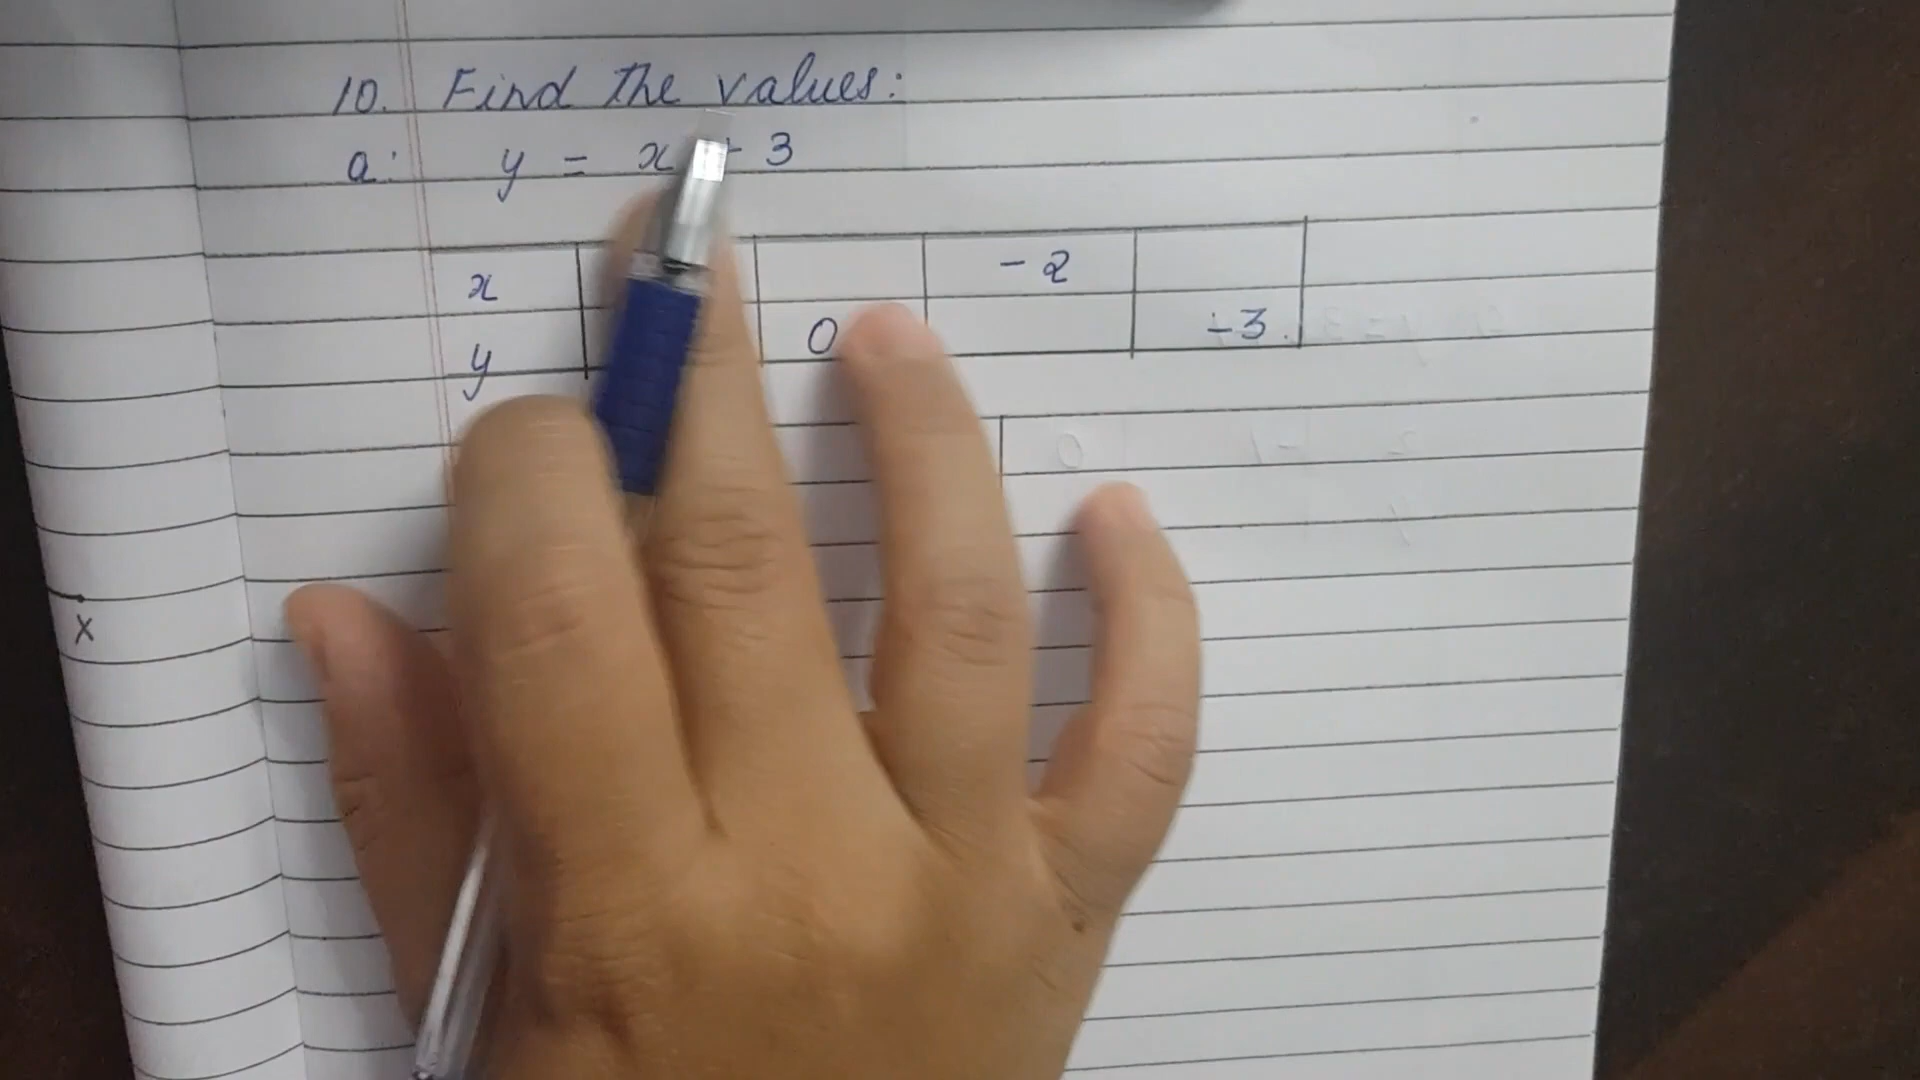 10. Find the values:
a: y = x + 3
x -2
y 0 -3.
X